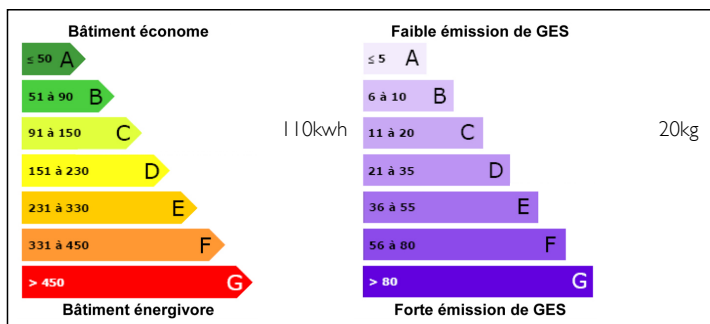 Bâtiment économe
≤ 50 A
51 à 90 B
91 à 150 C
110kwh
151 à 230 D
231 à 330 E
331 à 450 F
> 450 G
Bâtiment énergivore
Faible émission de GES
≤ 5 A
6 à 10 B
11 à 20 C
20kg
21 à 35 D
36 à 55 E
56 à 80 F
> 80 G
Forte émission de GES